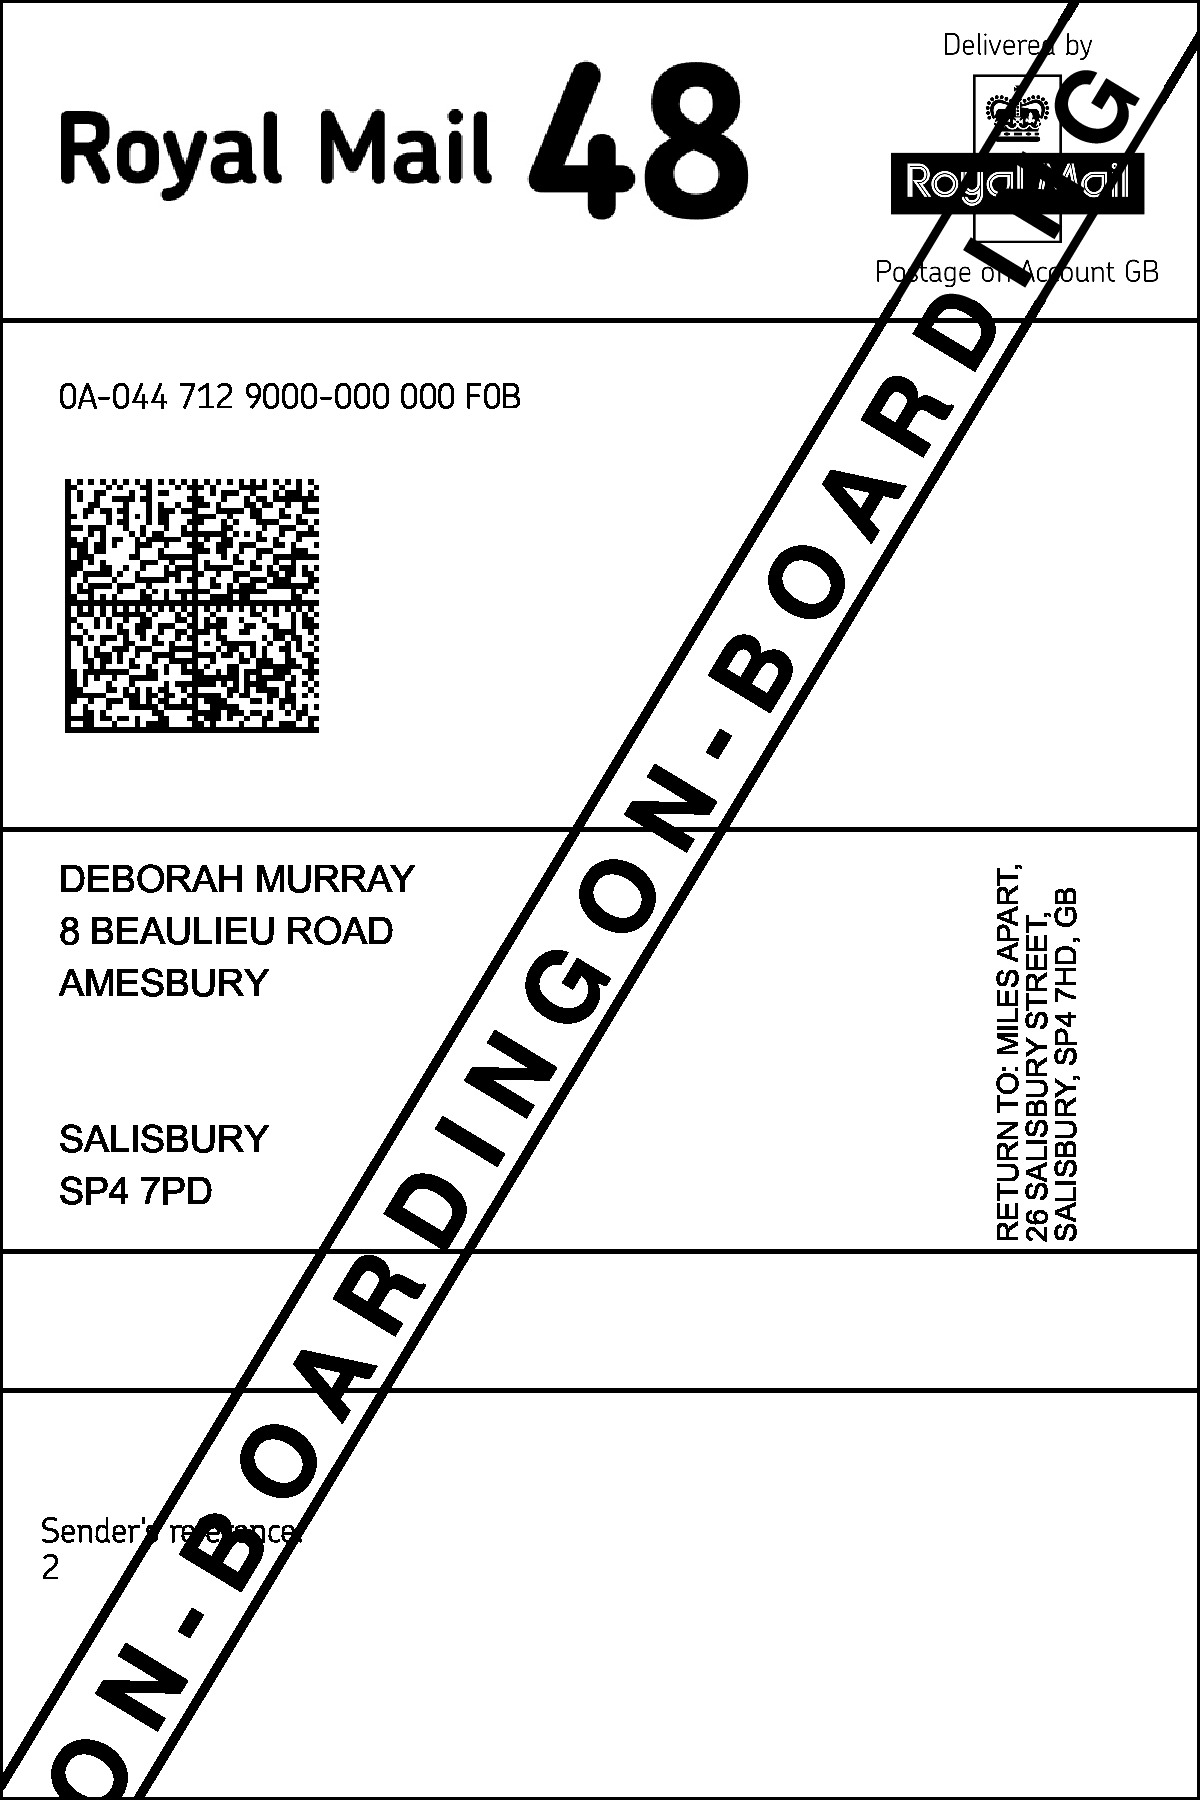 Delivered by
Royal Mail 48
Royal Mail
Postage on Account GB
0A-044 712 9000-000 000 F0B
DEBORAH MURRAY
8 BEAULIEU ROAD
AMESBURY
SALISBURY
SP4 7PD
RETURN TO: MILES APART,
26 SALISBURY STREET,
SALISBURY, SP4 7HD, GB
Sender's reference:
2
ON-BOARDINGON-BOARDING